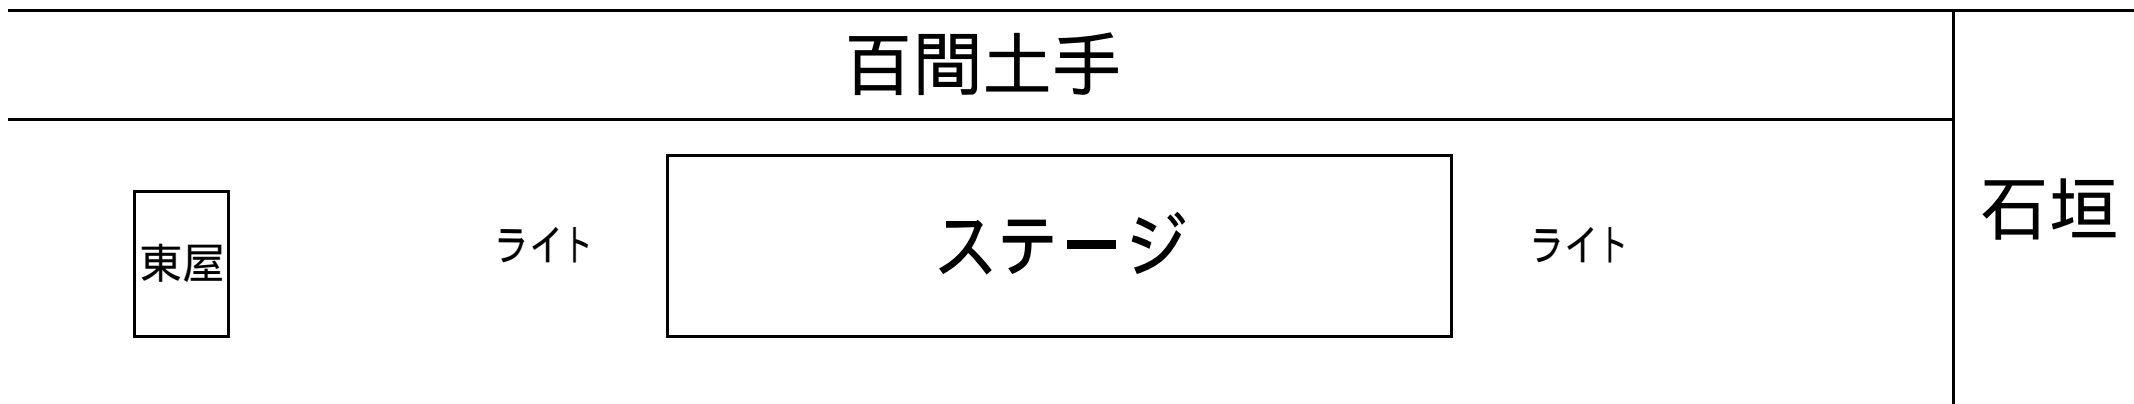 百間土手
石垣
ステージ
ライト
ライト
東屋